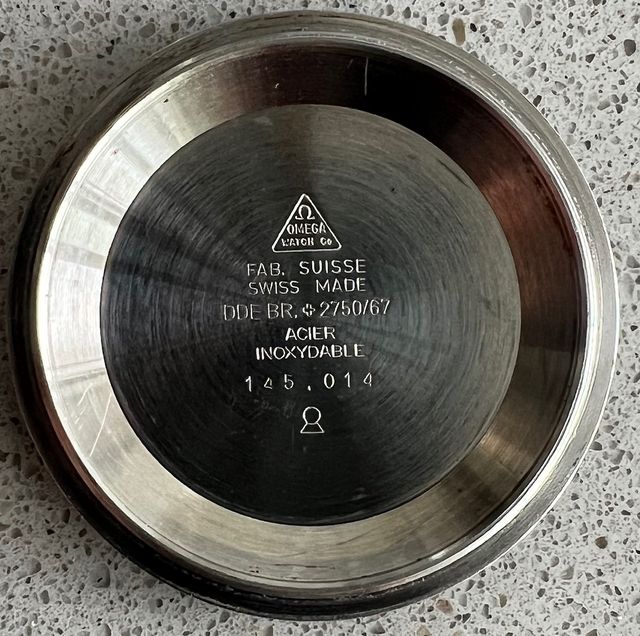 Ω
OMEGA
WATCH Co
FAB. SUISSE
SWISS MADE
DDE BR. ✚ 2750/67
ACIER
INOXYDABLE
145.014